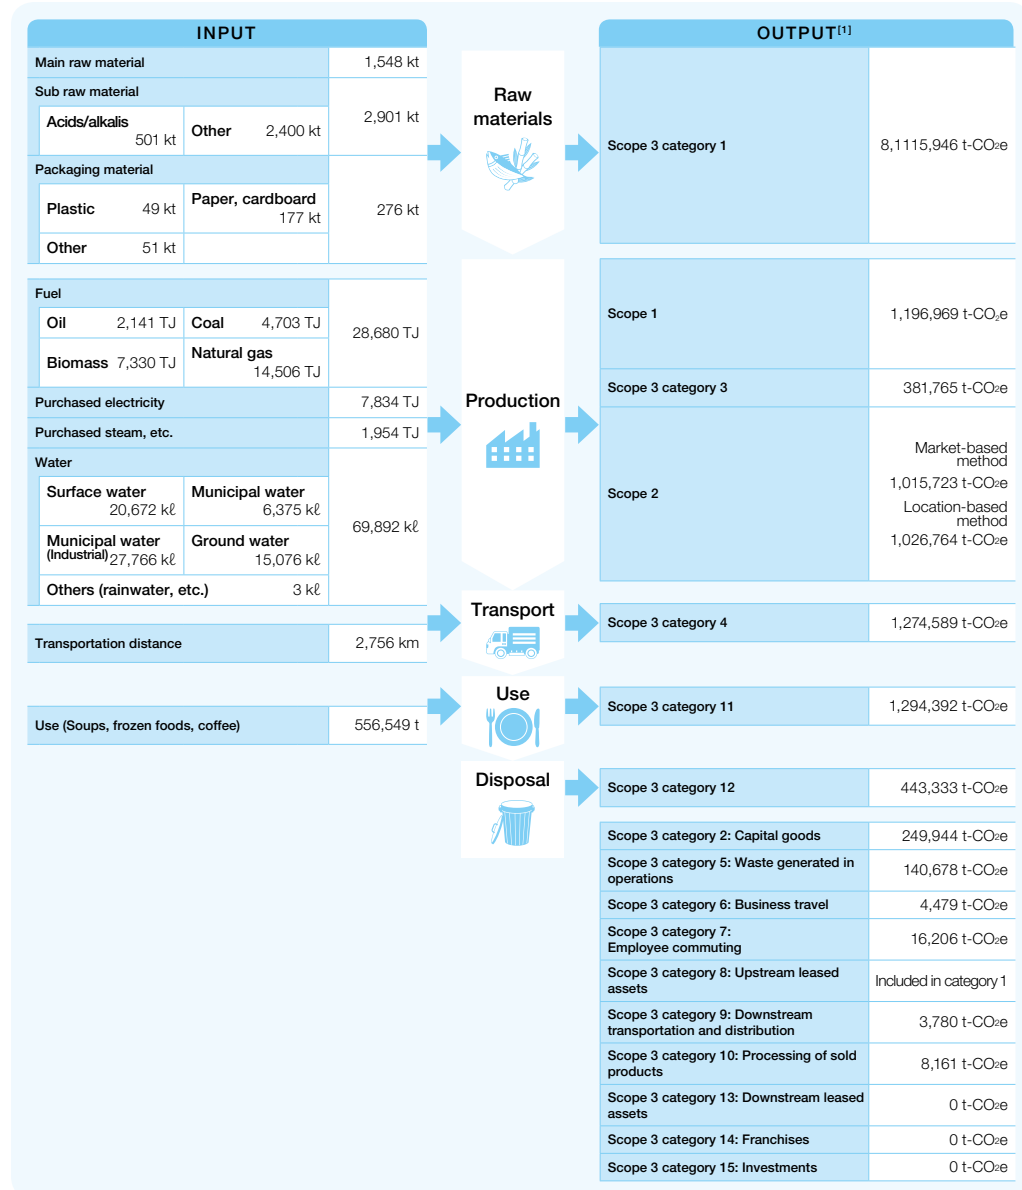 INPUT
Main raw material 1,548 kt
Sub raw material
2,901 kt
Acids/alkalis
501 kt
Other 2,400 kt
Packaging material
276 kt
Plastic 49 kt
Paper, cardboard
177 kt
Other 51 kt
Fuel
28,680 TJ
Oil 2,141 TJ Coal 4,703 TJ
Biomass 7,330 TJ
Natural gas
14,506 TJ
Purchased electricity 7,834 TJ
Purchased steam, etc. 1,954 TJ
Water
69,892 kℓ
Surface water
20,672 kℓ
Municipal water
6,375 kℓ
Municipal water
(Industrial) 27,766 kℓ
Ground water
15,076 kℓ
Others (rainwater, etc.) 3 kℓ
Transportation distance 2,756 km
Use (Soups, frozen foods, coffee) 556,549 t
Raw
materials
Production
Transport
Use
Disposal
OUTPUT[1]
Scope 3 category 1 8,1115,946 t-CO2e
Scope 1 1,196,969 t-CO2e
Scope 3 category 3 381,765 t-CO2e
Scope 2
Market-based
method
1,015,723 t-CO2e
Location-based
method
1,026,764 t-CO2e
Scope 3 category 4 1,274,589 t-CO2e
Scope 3 category 11 1,294,392 t-CO2e
Scope 3 category 12 443,333 t-CO2e
Scope 3 category 2: Capital goods 249,944 t-CO2e
Scope 3 category 5: Waste generated in
operations
140,678 t-CO2e
Scope 3 category 6: Business travel 4,479 t-CO2e
Scope 3 category 7:
Employee commuting
16,206 t-CO2e
Scope 3 category 8: Upstream leased
assets
Included in category 1
Scope 3 category 9: Downstream
transportation and distribution
3,780 t-CO2e
Scope 3 category 10: Processing of sold
products
8,161 t-CO2e
Scope 3 category 13: Downstream leased
assets
0 t-CO2e
Scope 3 category 14: Franchises 0 t-CO2e
Scope 3 category 15: Investments 0 t-CO2e